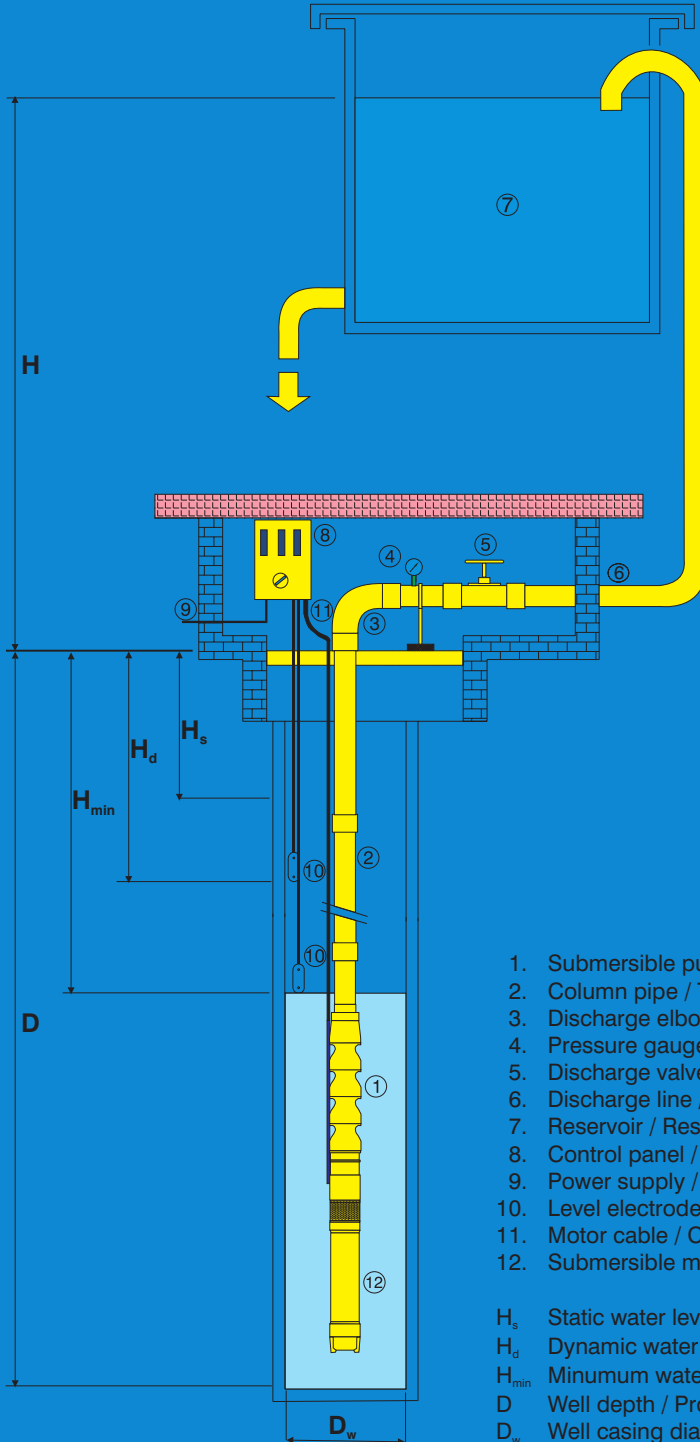 7
H
8
4
5
6
9
11
3
Hs
Hd
Hmin
2
10
10
D
1
12
Dw
1. Submersible pu
2. Column pipe / T
3. Discharge elbo
4. Pressure gauge
5. Discharge valve
6. Discharge line /
7. Reservoir / Res
8. Control panel /
9. Power supply /
10. Level electrode
11. Motor cable / C
12. Submersible m
Hs Static water lev
Hd Dynamic water
Hmin Minumum wate
D Well depth / Pro
Dw Well casing dia